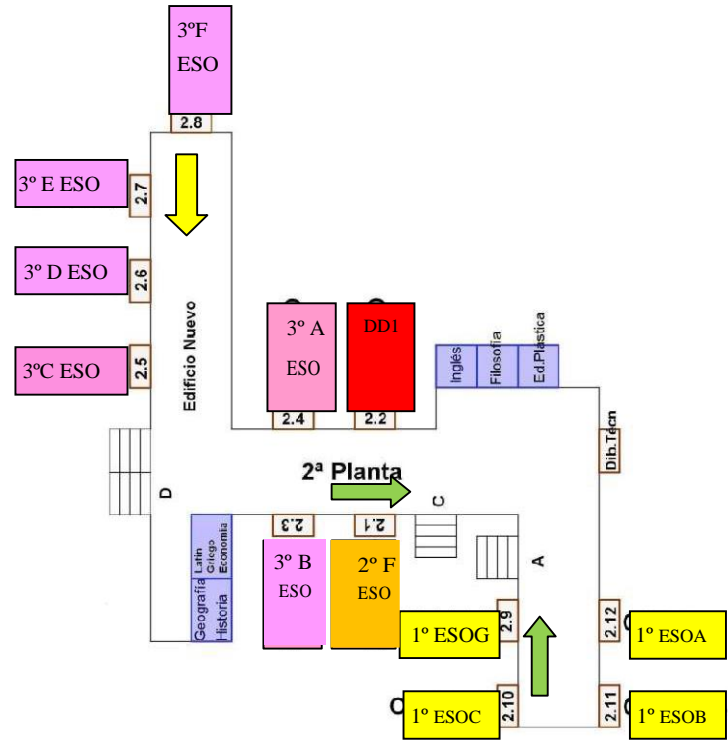 3ºF
ESO
2.8
3º E ESO
2.7
3º D ESO
2.6
3ºC ESO
2.5
Edificio Nuevo
3º A
ESO
2.4
DD1
2.2
Inglés
Filosofía
Ed.Plástica
Dib.Técn
2ª Planta
D
C
A
Latin
Griego
Economia
Geografía
Historia
2.3
3º B
ESO
2.1
2º F
ESO
1º ESOG
2.9
2.12
1º ESOA
1º ESOC
2.10
2.11
1º ESOB